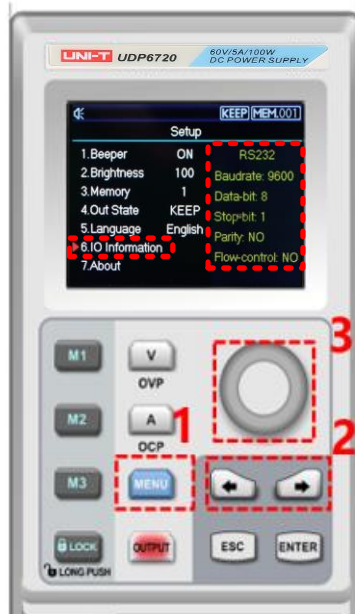 UNI-T UDP6720 60V/5A/100W
DC POWER SUPPLY
KEEP MEM.001
Setup
1.Beeper ON
2.Brightness 100
3.Memory 1
4.Out State KEEP
5.Language English
6.IO Information
7.About
RS232
Baudrate: 9600
Data-bit: 8
Stop-bit: 1
Parity: NO
Flow-control: NO
M1
V
OVP
3
M2
A
OCP
1
2
M3
MENU
LOCK
LONG PUSH
OUTPUT
ESC
ENTER